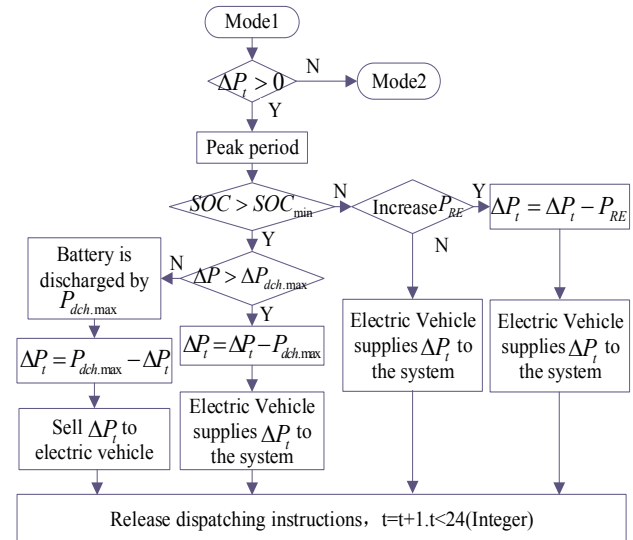 Mode1
ΔP_t > 0
N
Mode2
Y
Peak period
SOC > SOC_min
N
Increase P_RE
Y
ΔP_t = ΔP_t − P_RE
Y
N
Battery is
discharged by
P_dch.max
N
ΔP > ΔP_dch.max
Y
Electric Vehicle
supplies ΔP_t to
the system
Electric Vehicle
supplies ΔP_t to
the system
ΔP_t = P_dch.max − ΔP_t
ΔP_t = ΔP_t − P_dch.max
Sell ΔP_t to
electric vehicle
Electric Vehicle
supplies ΔP_t to
the system
Release dispatching instructions，t=t+1.t<24(Integer)